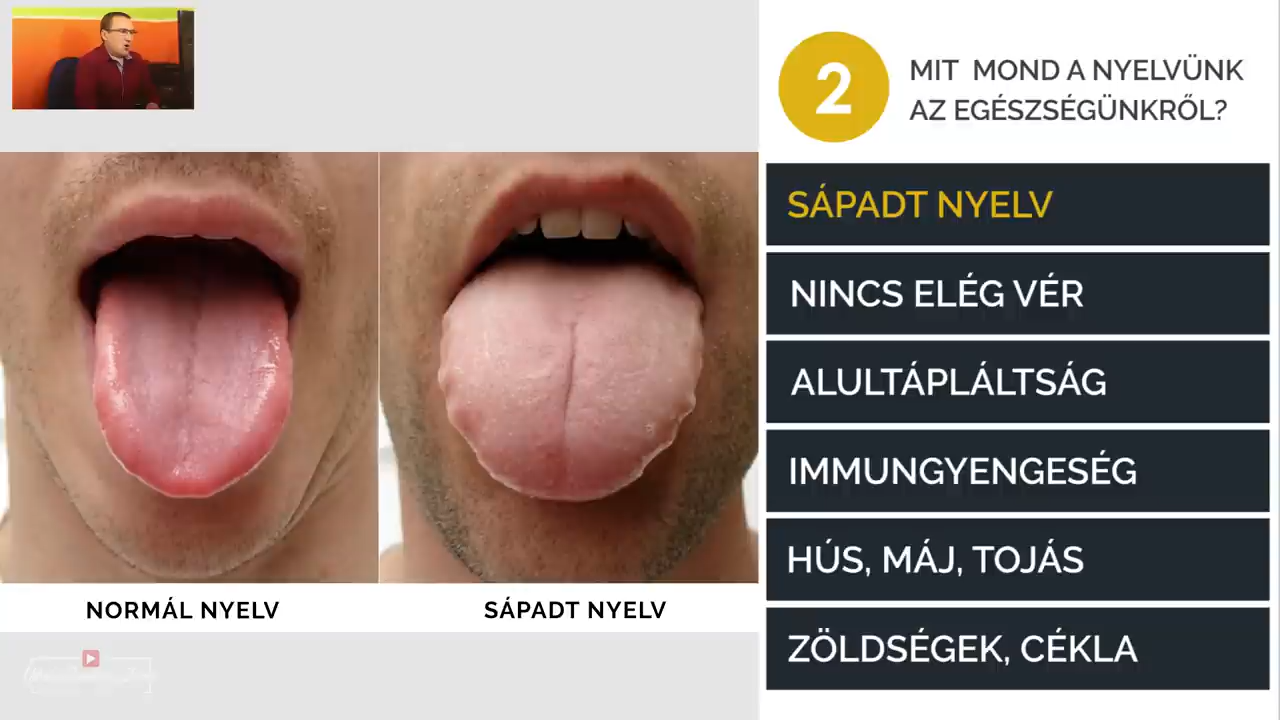 2
MIT MOND A NYELVÜNK
AZ EGÉSZSÉGÜNKRŐL?
SÁPADT NYELV
NINCS ELÉG VÉR
ALULTÁPLÁLTSÁG
IMMUNGYENGESÉG
HÚS, MÁJ, TOJÁS
ZÖLDSÉGEK, CÉKLA
NORMÁL NYELV
SÁPADT NYELV